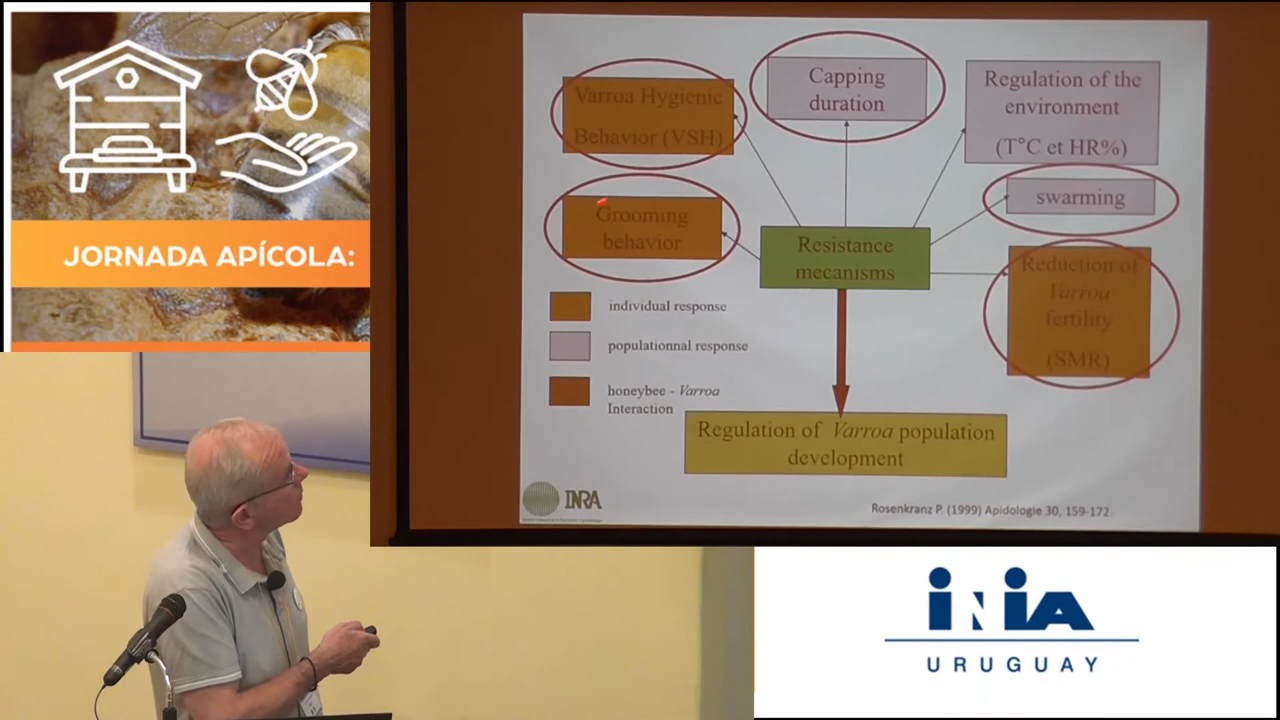 JORNADA APÍCOLA:
Varroa Hygienic
Behavior (VSH)
Capping
duration
Regulation of the
environment
(T°C et HR%)
swarming
Grooming
behavior
Resistance
mecanisms
Reduction of
Varroa
fertility
(SMR)
individual response
populationnal response
honeybee - Varroa
Interaction
Regulation of Varroa population
development
INRA
Rosenkranz P. (1999) Apidologie 30, 159-172.
iNiA
URUGUAY